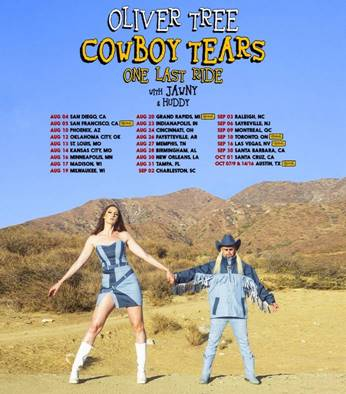 OLIVER TREE
COWBOY TEARS
ONE LAST RIDE
WITH JAWNY
& HUDDY
AUG 04 SAN DIEGO, CA
AUG 05 SAN FRANCISCO, CA
AUG 10 PHOENIX, AZ
AUG 12 OKLAHOMA CITY, OK
AUG 13 ST. LOUIS, MO
AUG 14 KANSAS CITY, MO
AUG 16 MINNEAPOLIS, MN
AUG 17 MADISON, WI
AUG 19 MILWAUKEE, WI
AUG 20 GRAND RAPIDS, MI
AUG 23 INDIANAPOLIS, IN
AUG 24 CINCINNATI, OH
AUG 26 FAYETTEVILLE, AR
AUG 27 MEMPHIS, TN
AUG 28 BIRMINGHAM, AL
AUG 30 NEW ORLEANS, LA
AUG 31 TAMPA, FL
SEP 02 CHARLESTON, SC
SEP 03 RALEIGH, NC
SEP 06 SAYREVILLE, NJ
SEP 09 MONTREAL, QC
SEP 10 TORONTO, ON
SEP 16 LAS VEGAS, NV
SEP 30 SANTA BARBARA, CA
OCT 01 SANTA CRUZ, CA
OCT 07/9 & 14/16 AUSTIN, TX